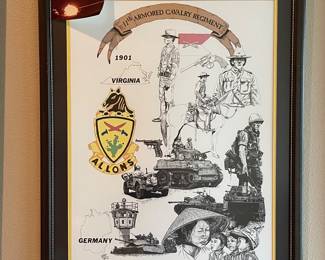 11TH ARMORED CAVALRY REGIMENT
1901
VIRGINIA
ALLONS
GERMANY